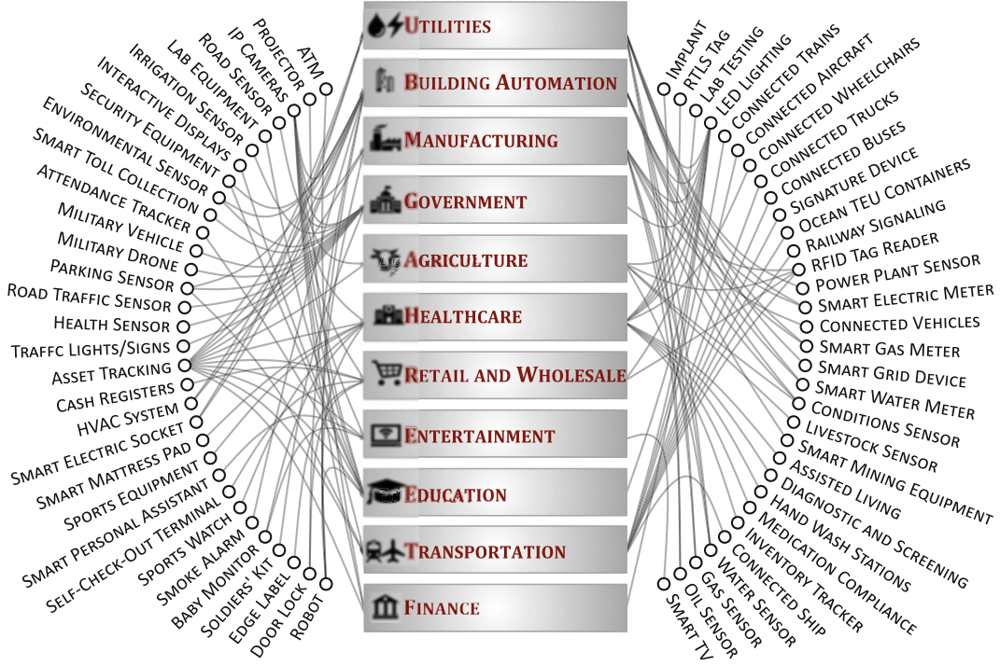 PROJECTOR
ATM
IP CAMERAS
ROAD SENSOR
LAB EQUIPMENT
IRRIGATION SENSOR
INTERACTIVE DISPLAYS
SECURITY EQUIPMENT
ENVIRONMENTAL SENSOR
SMART TOLL COLLECTION
ATTENDANCE TRACKER
MILITARY VEHICLE
MILITARY DRONE
PARKING SENSOR
ROAD TRAFFIC SENSOR
HEALTH SENSOR
TRAFFC LIGHTS/SIGNS
ASSET TRACKING
CASH REGISTERS
HVAC SYSTEM
SMART ELECTRIC SOCKET
SMART MATTRESS PAD
SPORTS EQUIPMENT
SMART PERSONAL ASSISTANT
SELF-CHECK-OUT TERMINAL
SPORTS WATCH
SMOKE ALARM
BABY MONITOR
SOLDIERS' KIT
EDGE LABEL
DOOR LOCK
ROBOT
UTILITIES
BUILDING AUTOMATION
MANUFACTURING
GOVERNMENT
AGRICULTURE
HEALTHCARE
RETAIL AND WHOLESALE
ENTERTAINMENT
EDUCATION
TRANSPORTATION
FINANCE
IMPLANT
RTLS TAG
LAB TESTING
LED LIGHTING
CONNECTED TRAINS
CONNECTED AIRCRAFT
CONNECTED WHEELCHAIRS
CONNECTED TRUCKS
CONNECTED BUSES
SIGNATURE DEVICE
OCEAN TEU CONTAINERS
RAILWAY SIGNALING
RFID TAG READER
POWER PLANT SENSOR
SMART ELECTRIC METER
CONNECTED VEHICLES
SMART GAS METER
SMART GRID DEVICE
SMART WATER METER
CONDITIONS SENSOR
LIVESTOCK SENSOR
SMART MINING EQUIPMENT
ASSISTED LIVING
DIAGNOSTIC AND SCREENING
HAND WASH STATIONS
MEDICATION COMPLIANCE
INVENTORY TRACKER
CONNECTED SHIP
WATER SENSOR
GAS SENSOR
OIL SENSOR
SMART TV